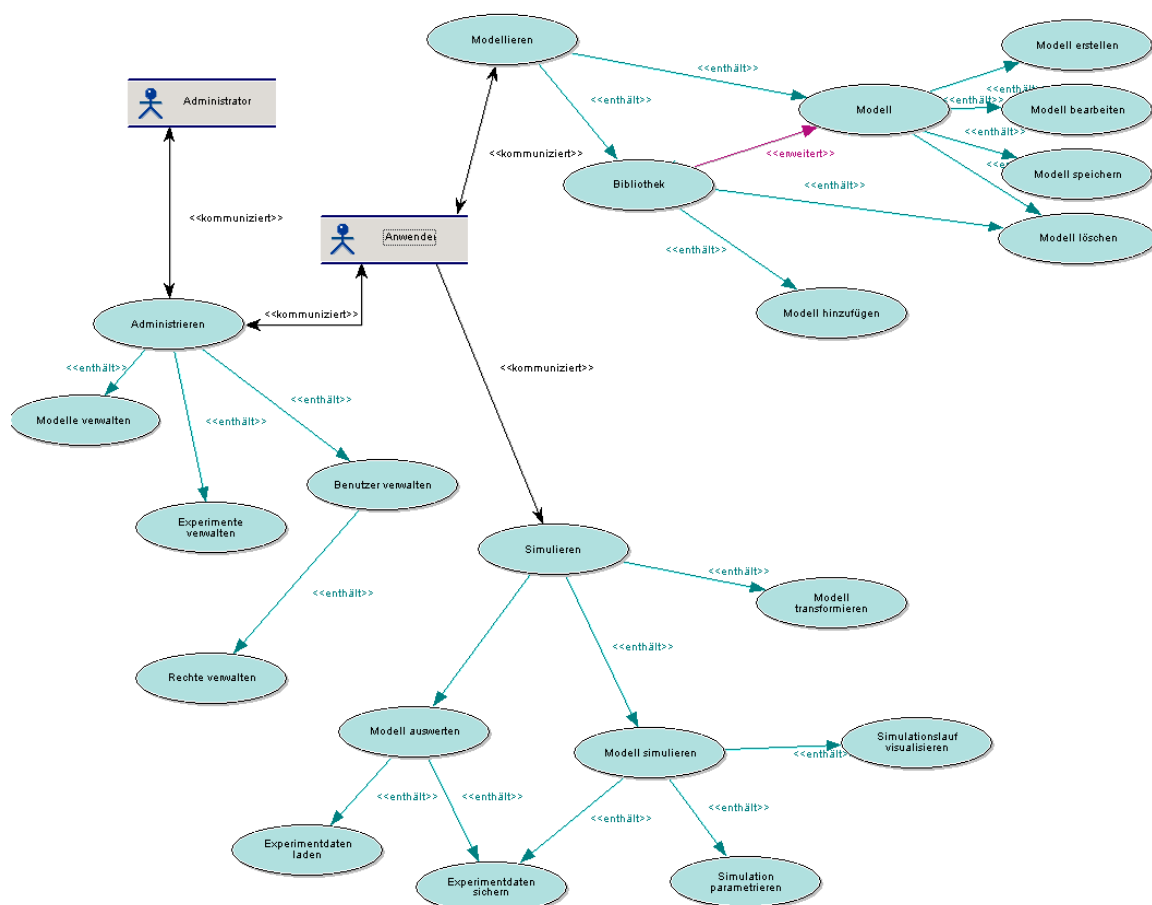 Modellieren
Modell erstellen
<<enthält>>
<<enthält>>
Administrator
<<enthält>>
<<enthält>>
Modell
Modell bearbeiten
<<enthält>>
<<kommuniziert>>
<<erweitert>>
Modell speichern
Bibliothek
<<enthält>>
<<kommuniziert>>
Anwender
Modell löschen
<<enthält>>
Modell hinzufügen
<<kommuniziert>>
Administrieren
<<enthält>>
<<kommuniziert>>
<<enthält>>
Modelle verwalten
<<enthält>>
Benutzer verwalten
Experimente
verwalten
Simulieren
<<enthält>>
<<enthält>>
Modell
transformieren
<<enthält>>
Rechte verwalten
Modell auswerten
Modell simulieren
Simulationslauf
visualisieren
<<enthält>>
<<enthält>>
<<enthält>>
<<enthält>>
<<enthält>>
Experimentdaten
laden
Experimentdaten
sichern
Simulation
parametrieren